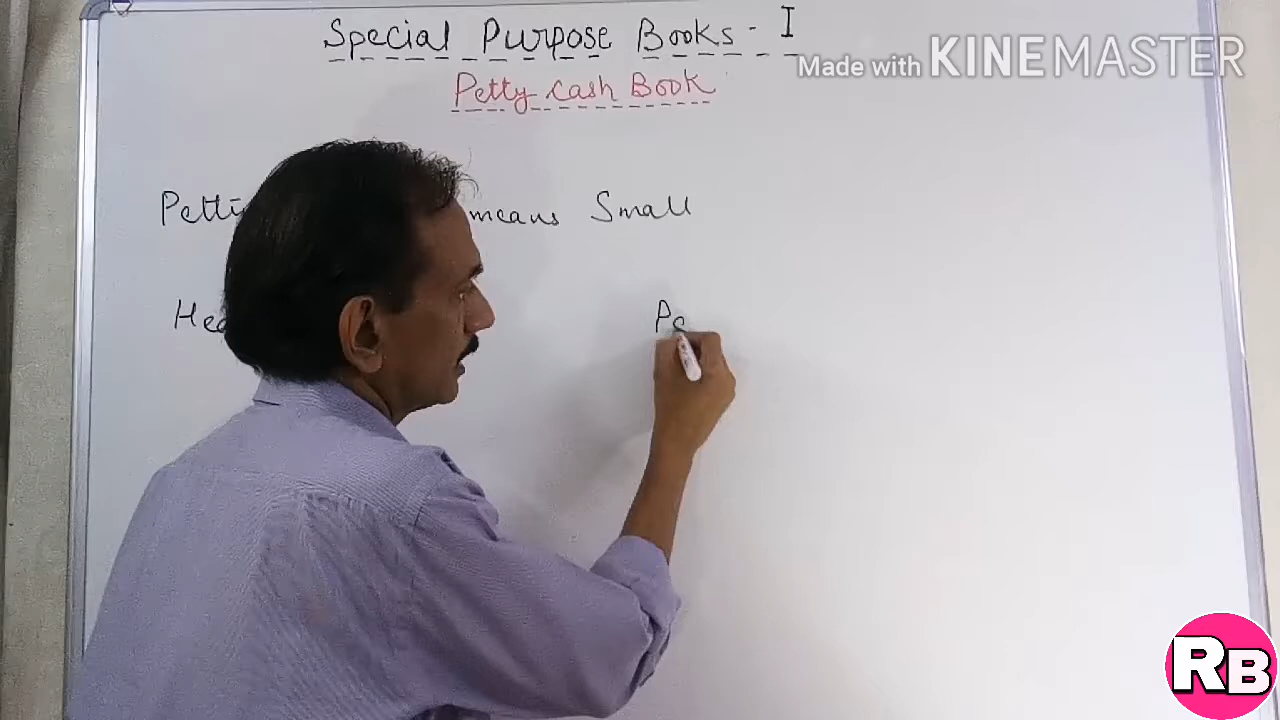 Special Purpose Books - I
Made with KINEMASTER
Petty cash Book
means Small
RB